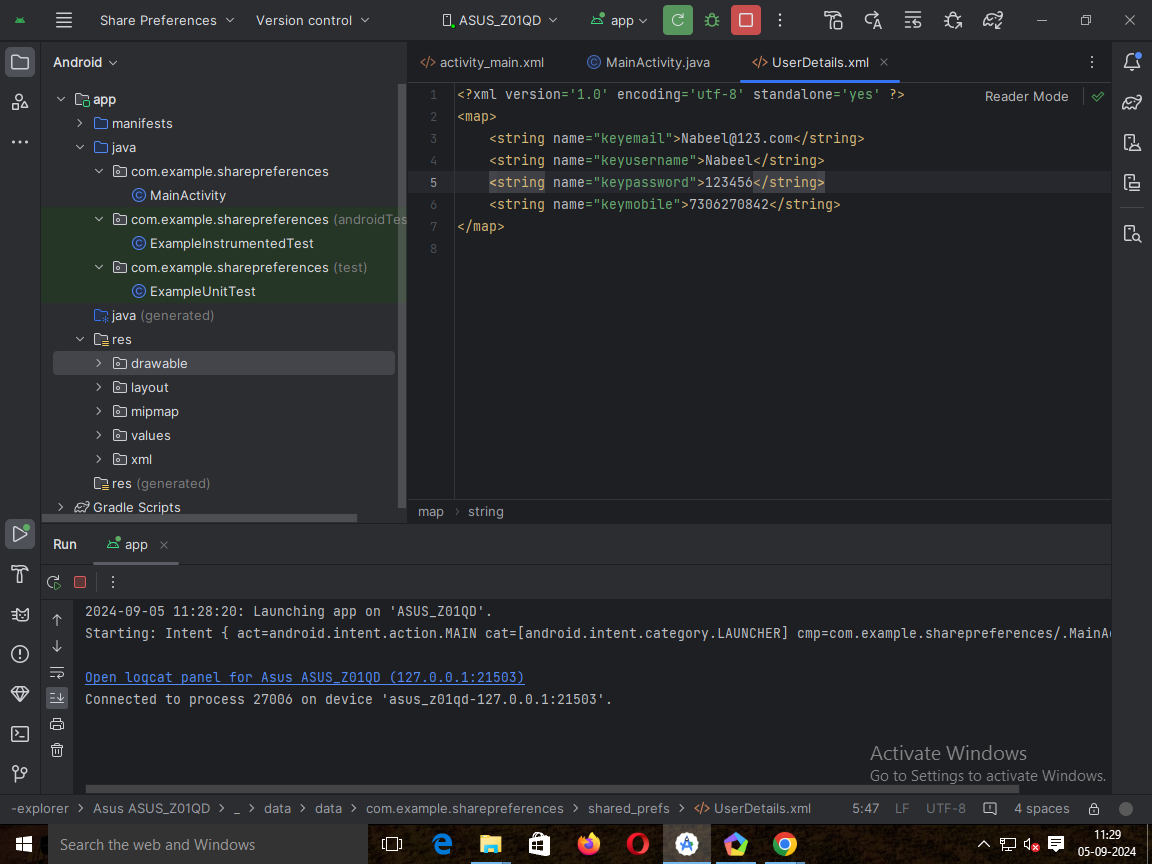 Share Preferences
Version control
ASUS_Z01QD
app
Android
activity_main.xml
MainActivity.java
UserDetails.xml
app
manifests
java
com.example.sharepreferences
MainActivity
com.example.sharepreferences (androidTes
ExampleInstrumentedTest
com.example.sharepreferences (test)
ExampleUnitTest
java (generated)
res
drawable
layout
mipmap
values
xml
res (generated)
Gradle Scripts
Reader Mode
1 <?xml version='1.0' encoding='utf-8' standalone='yes' ?>
2 <map>
3     <string name="keyemail">Nabeel@123.com</string>
4     <string name="keyusername">Nabeel</string>
5     <string name="keypassword">123456</string>
6     <string name="keymobile">7306270842</string>
7 </map>
8
map > string
Run
app
2024-09-05 11:28:20: Launching app on 'ASUS_Z01QD'.
Starting: Intent { act=android.intent.action.MAIN cat=[android.intent.category.LAUNCHER] cmp=com.example.sharepreferences/.MainAc
Open logcat panel for Asus ASUS_Z01QD (127.0.0.1:21503)
Connected to process 27006 on device 'asus_z01qd-127.0.0.1:21503'.
Activate Windows
Go to Settings to activate Windows.
-explorer > Asus ASUS_Z01QD > _ > data > data > com.example.sharepreferences > shared_prefs > UserDetails.xml
5:47 LF UTF-8 4 spaces
Search the web and Windows
11:29
05-09-2024